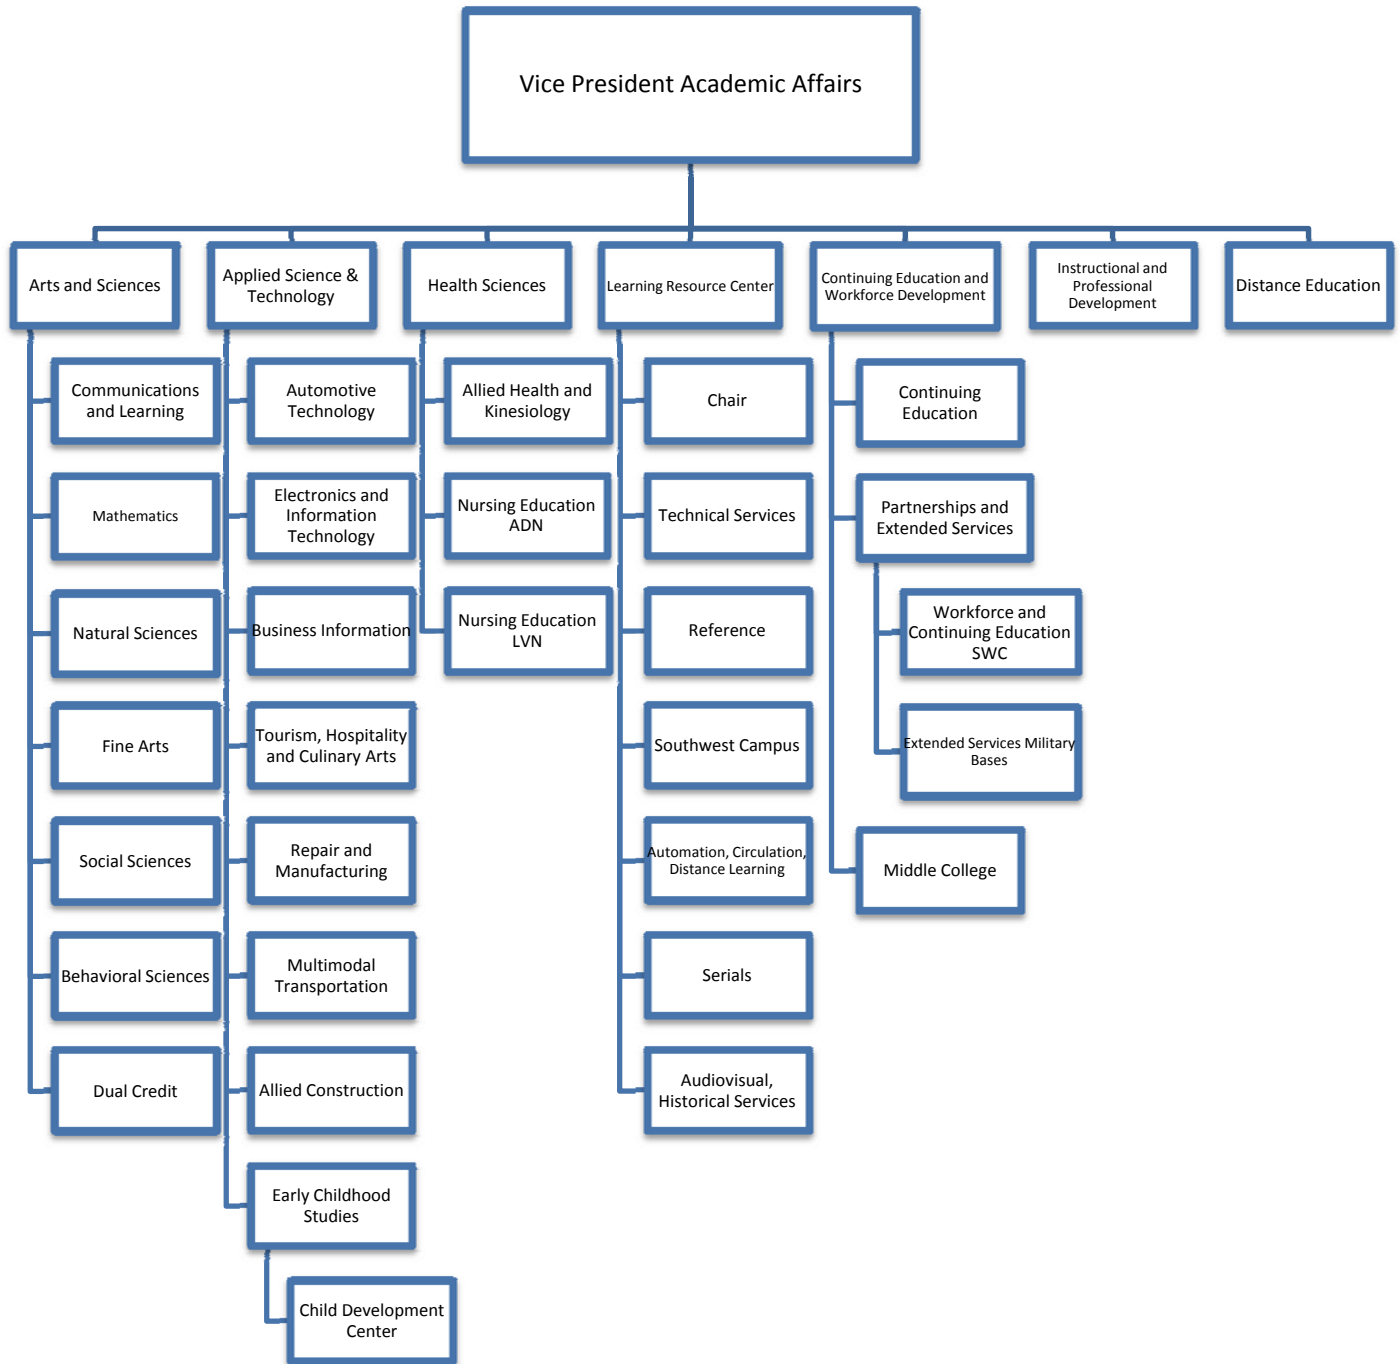 Vice President Academic Affairs
Arts and Sciences
Applied Science &
Technology
Health Sciences
Learning Resource Center
Continuing Education and
Workforce Development
Instructional and
Professional
Development
Distance Education
Communications
and Learning
Mathematics
Natural Sciences
Fine Arts
Social Sciences
Behavioral Sciences
Dual Credit
Automotive
Technology
Electronics and
Information
Technology
Business Information
Tourism, Hospitality
and Culinary Arts
Repair and
Manufacturing
Multimodal
Transportation
Allied Construction
Early Childhood
Studies
Child Development
Center
Allied Health and
Kinesiology
Nursing Education
ADN
Nursing Education
LVN
Chair
Technical Services
Reference
Southwest Campus
Automation, Circulation,
Distance Learning
Serials
Audiovisual,
Historical Services
Continuing
Education
Partnerships and
Extended Services
Workforce and
Continuing Education
SWC
Extended Services Military
Bases
Middle College